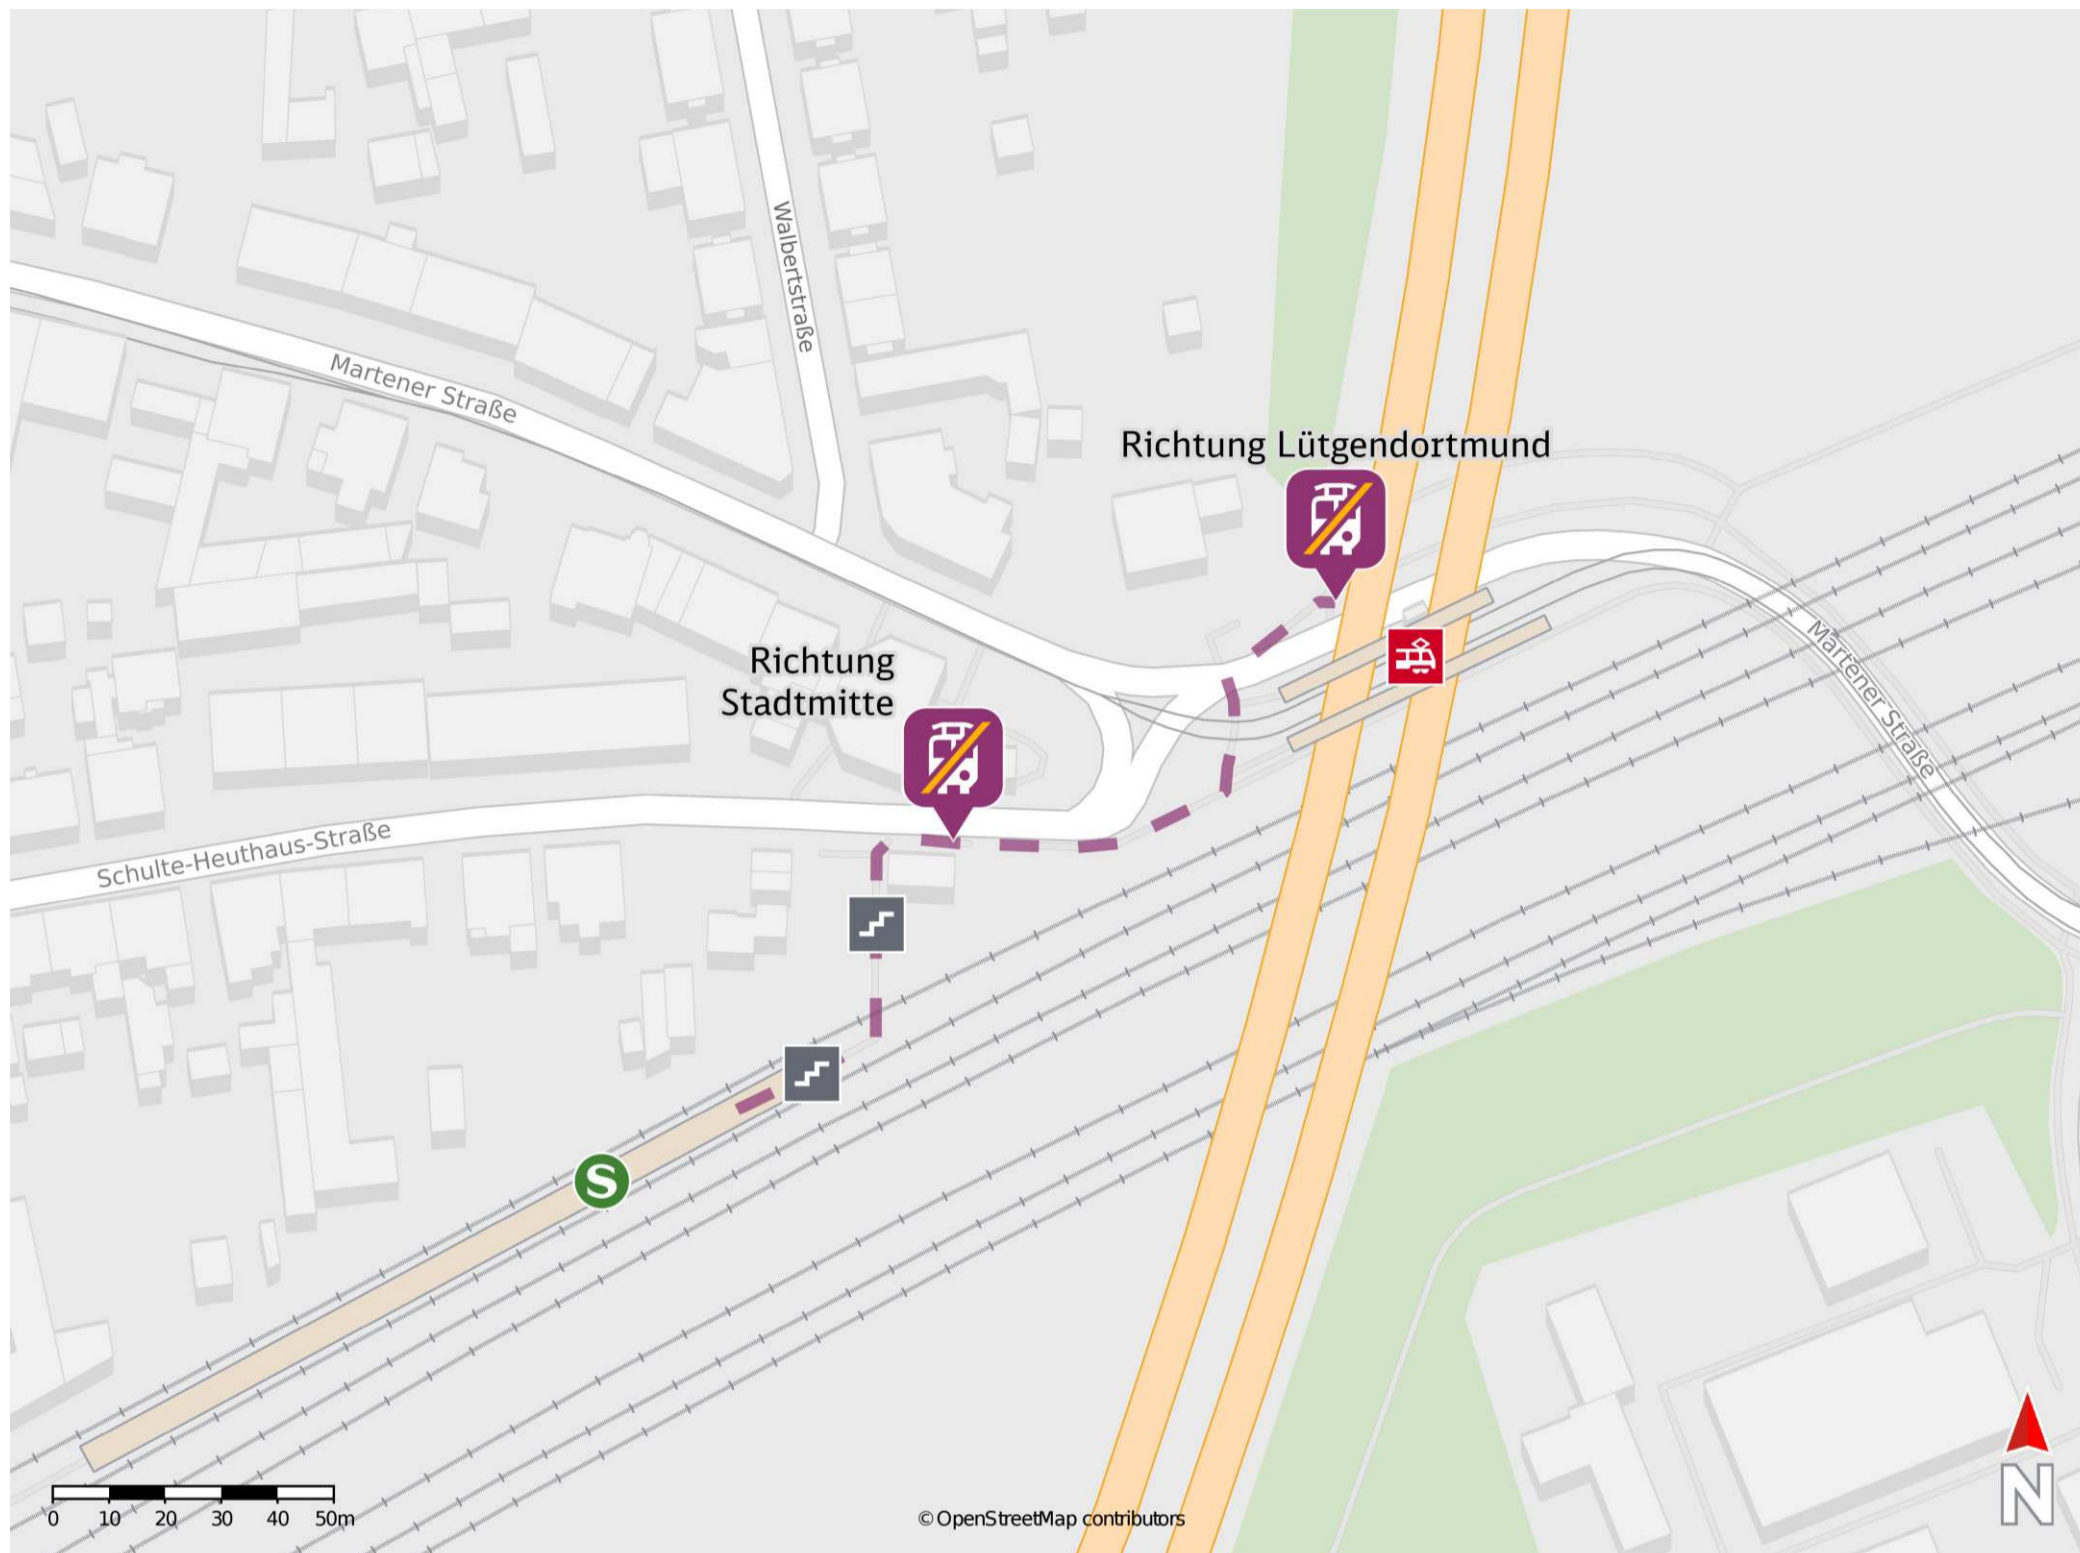 Walbertstraße
Martener Straße
Richtung Lütgendortmund
Richtung
Stadtmitte
Martener Straße
Schulte-Heuthaus-Straße
S
0 10 20 30 40 50m
© OpenStreetMap contributors
N